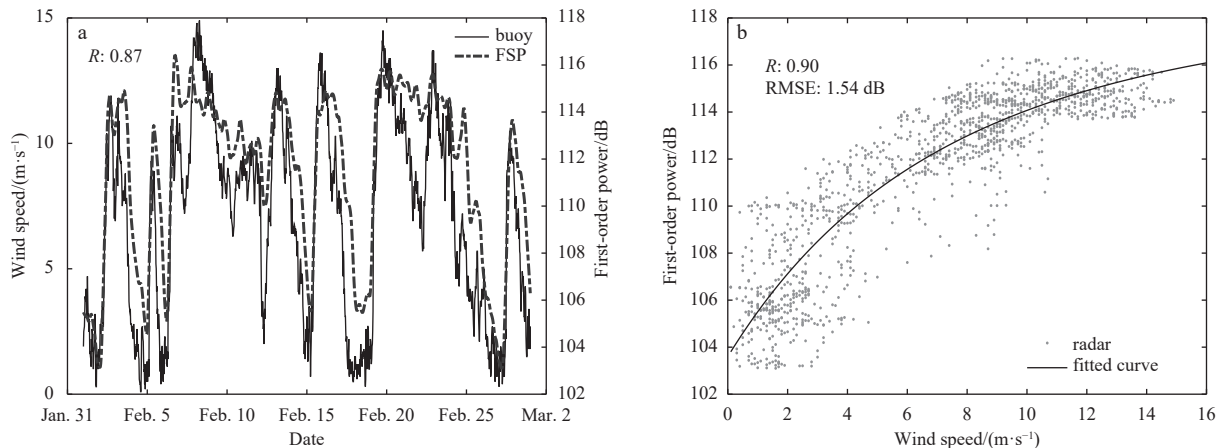 a
R: 0.87
buoy
FSP
15
10
5
0
Wind speed/(m·s⁻¹)
118
116
114
112
110
108
106
104
102
First-order power/dB
Jan. 31 Feb. 5 Feb. 10 Feb. 15 Feb. 20 Feb. 25 Mar. 2
Date
b
R: 0.90
RMSE: 1.54 dB
118
116
114
112
110
108
106
104
102
First-order power/dB
radar
fitted curve
0 2 4 6 8 10 12 14 16
Wind speed/(m·s⁻¹)